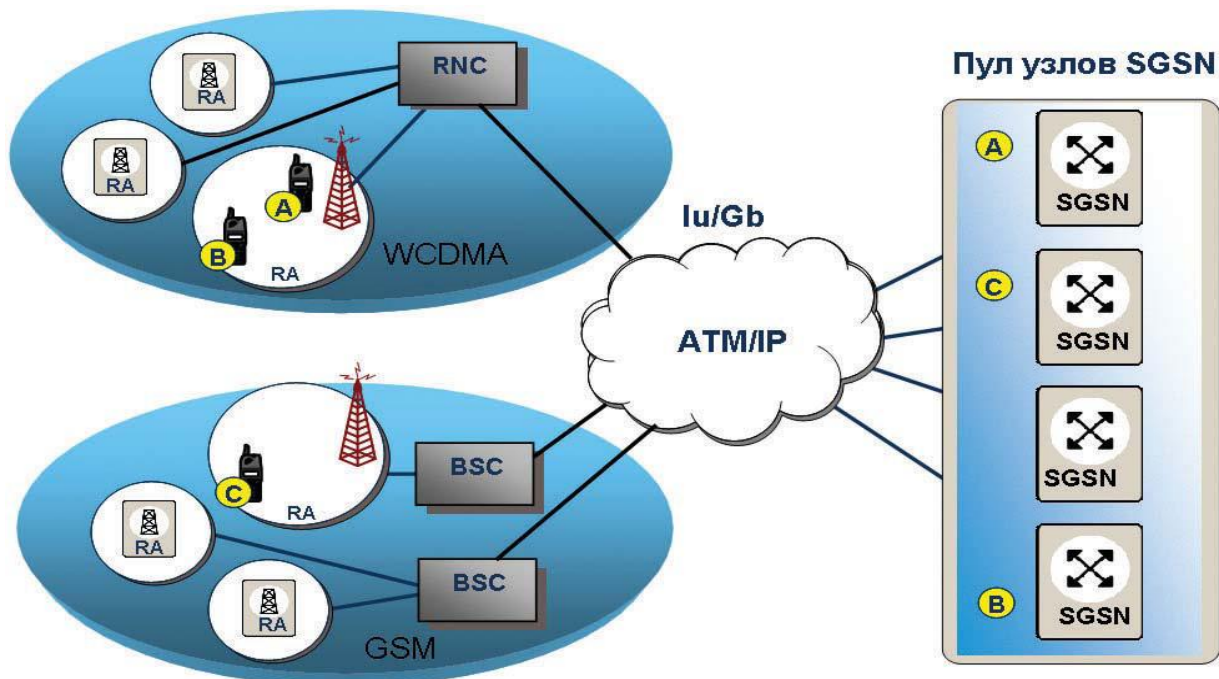 RNC
RA
RA
A
B
RA
WCDMA
Iu/Gb
ATM/IP
C
RA
BSC
RA
BSC
RA
GSM
Пул узлов SGSN
A
SGSN
C
SGSN
SGSN
B
SGSN